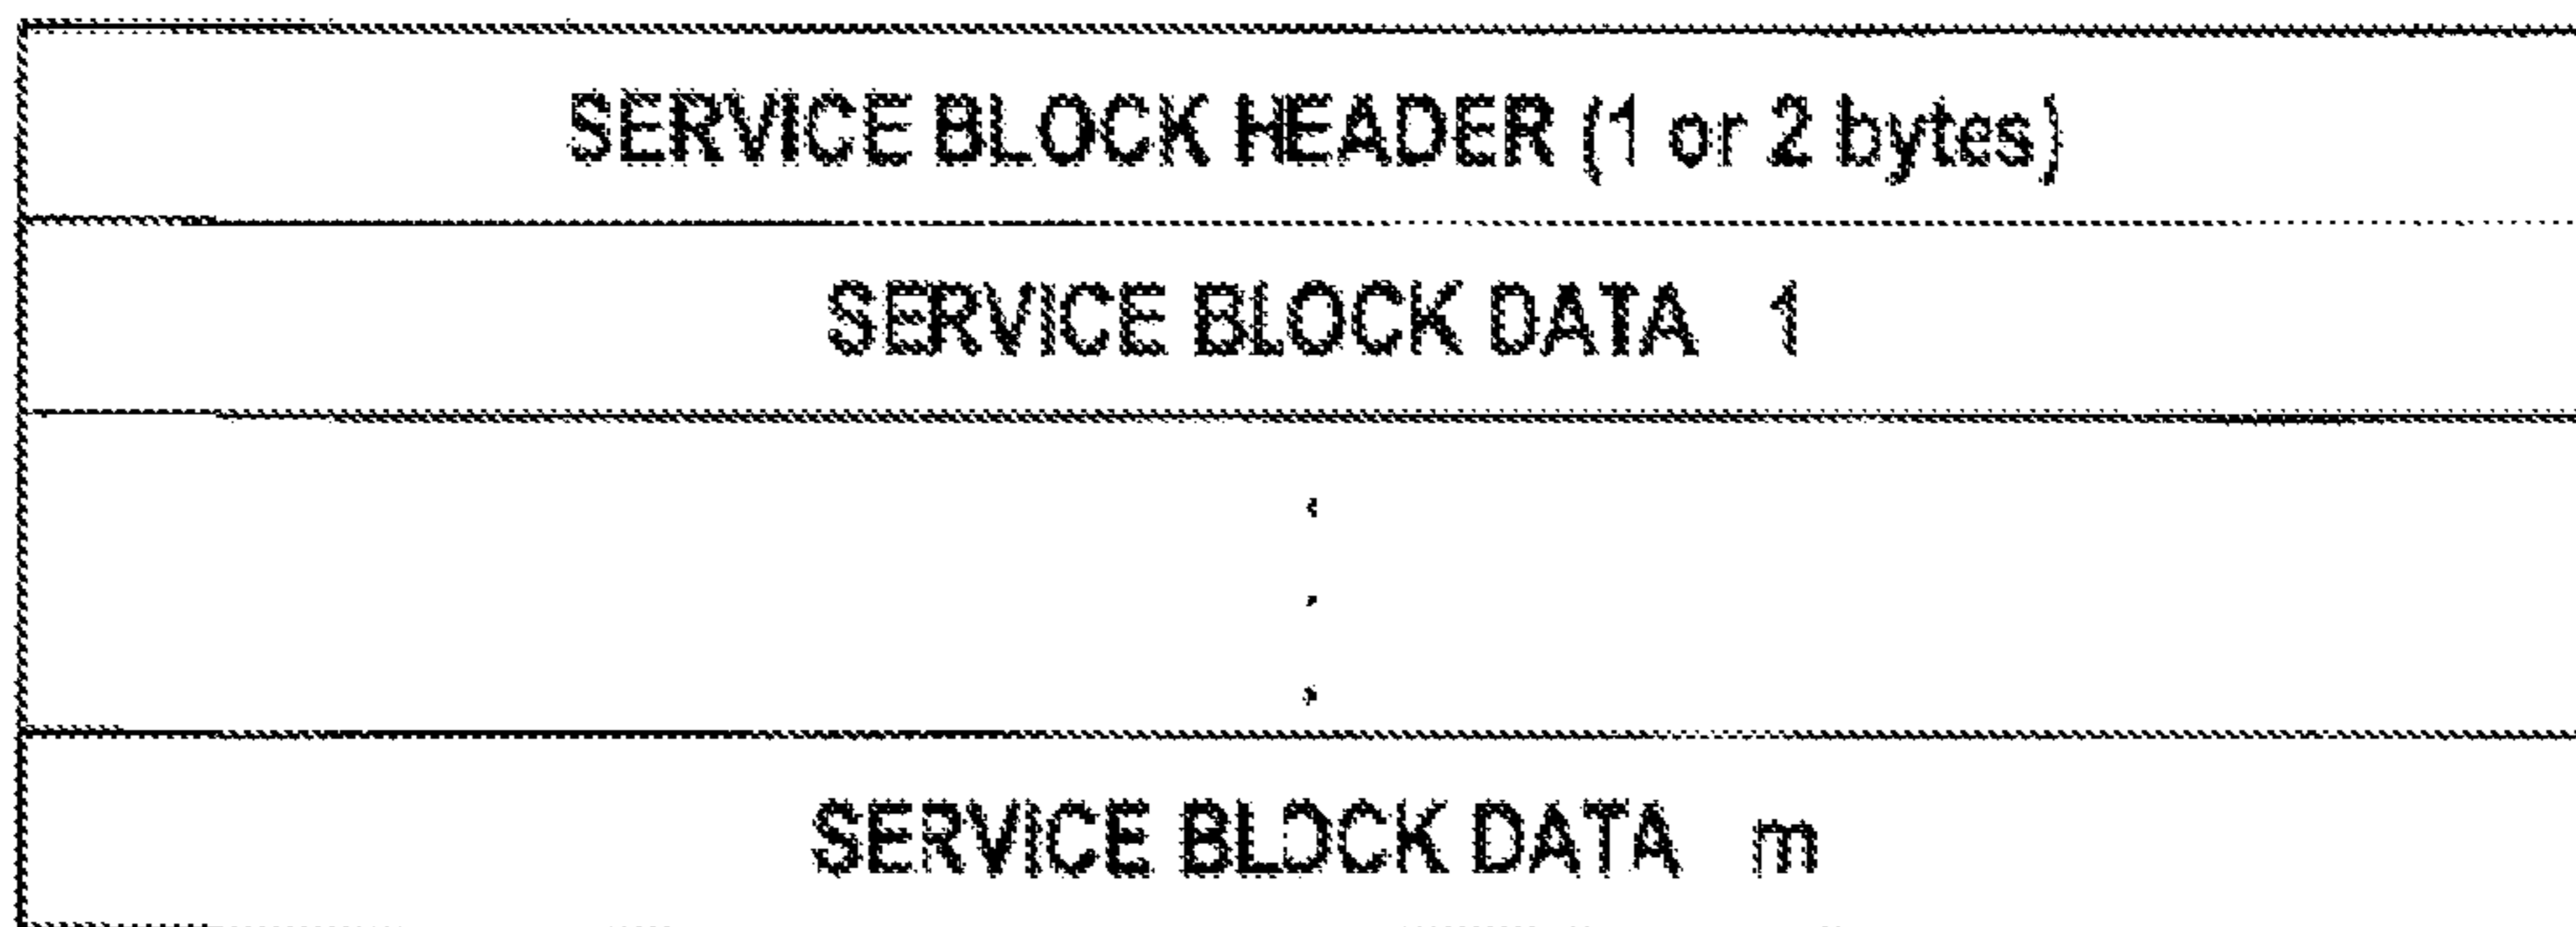 SERVICE BLOCK HEADER (1 or 2 bytes)
SERVICE BLOCK DATA 1
SERVICE BLOCK DATA m